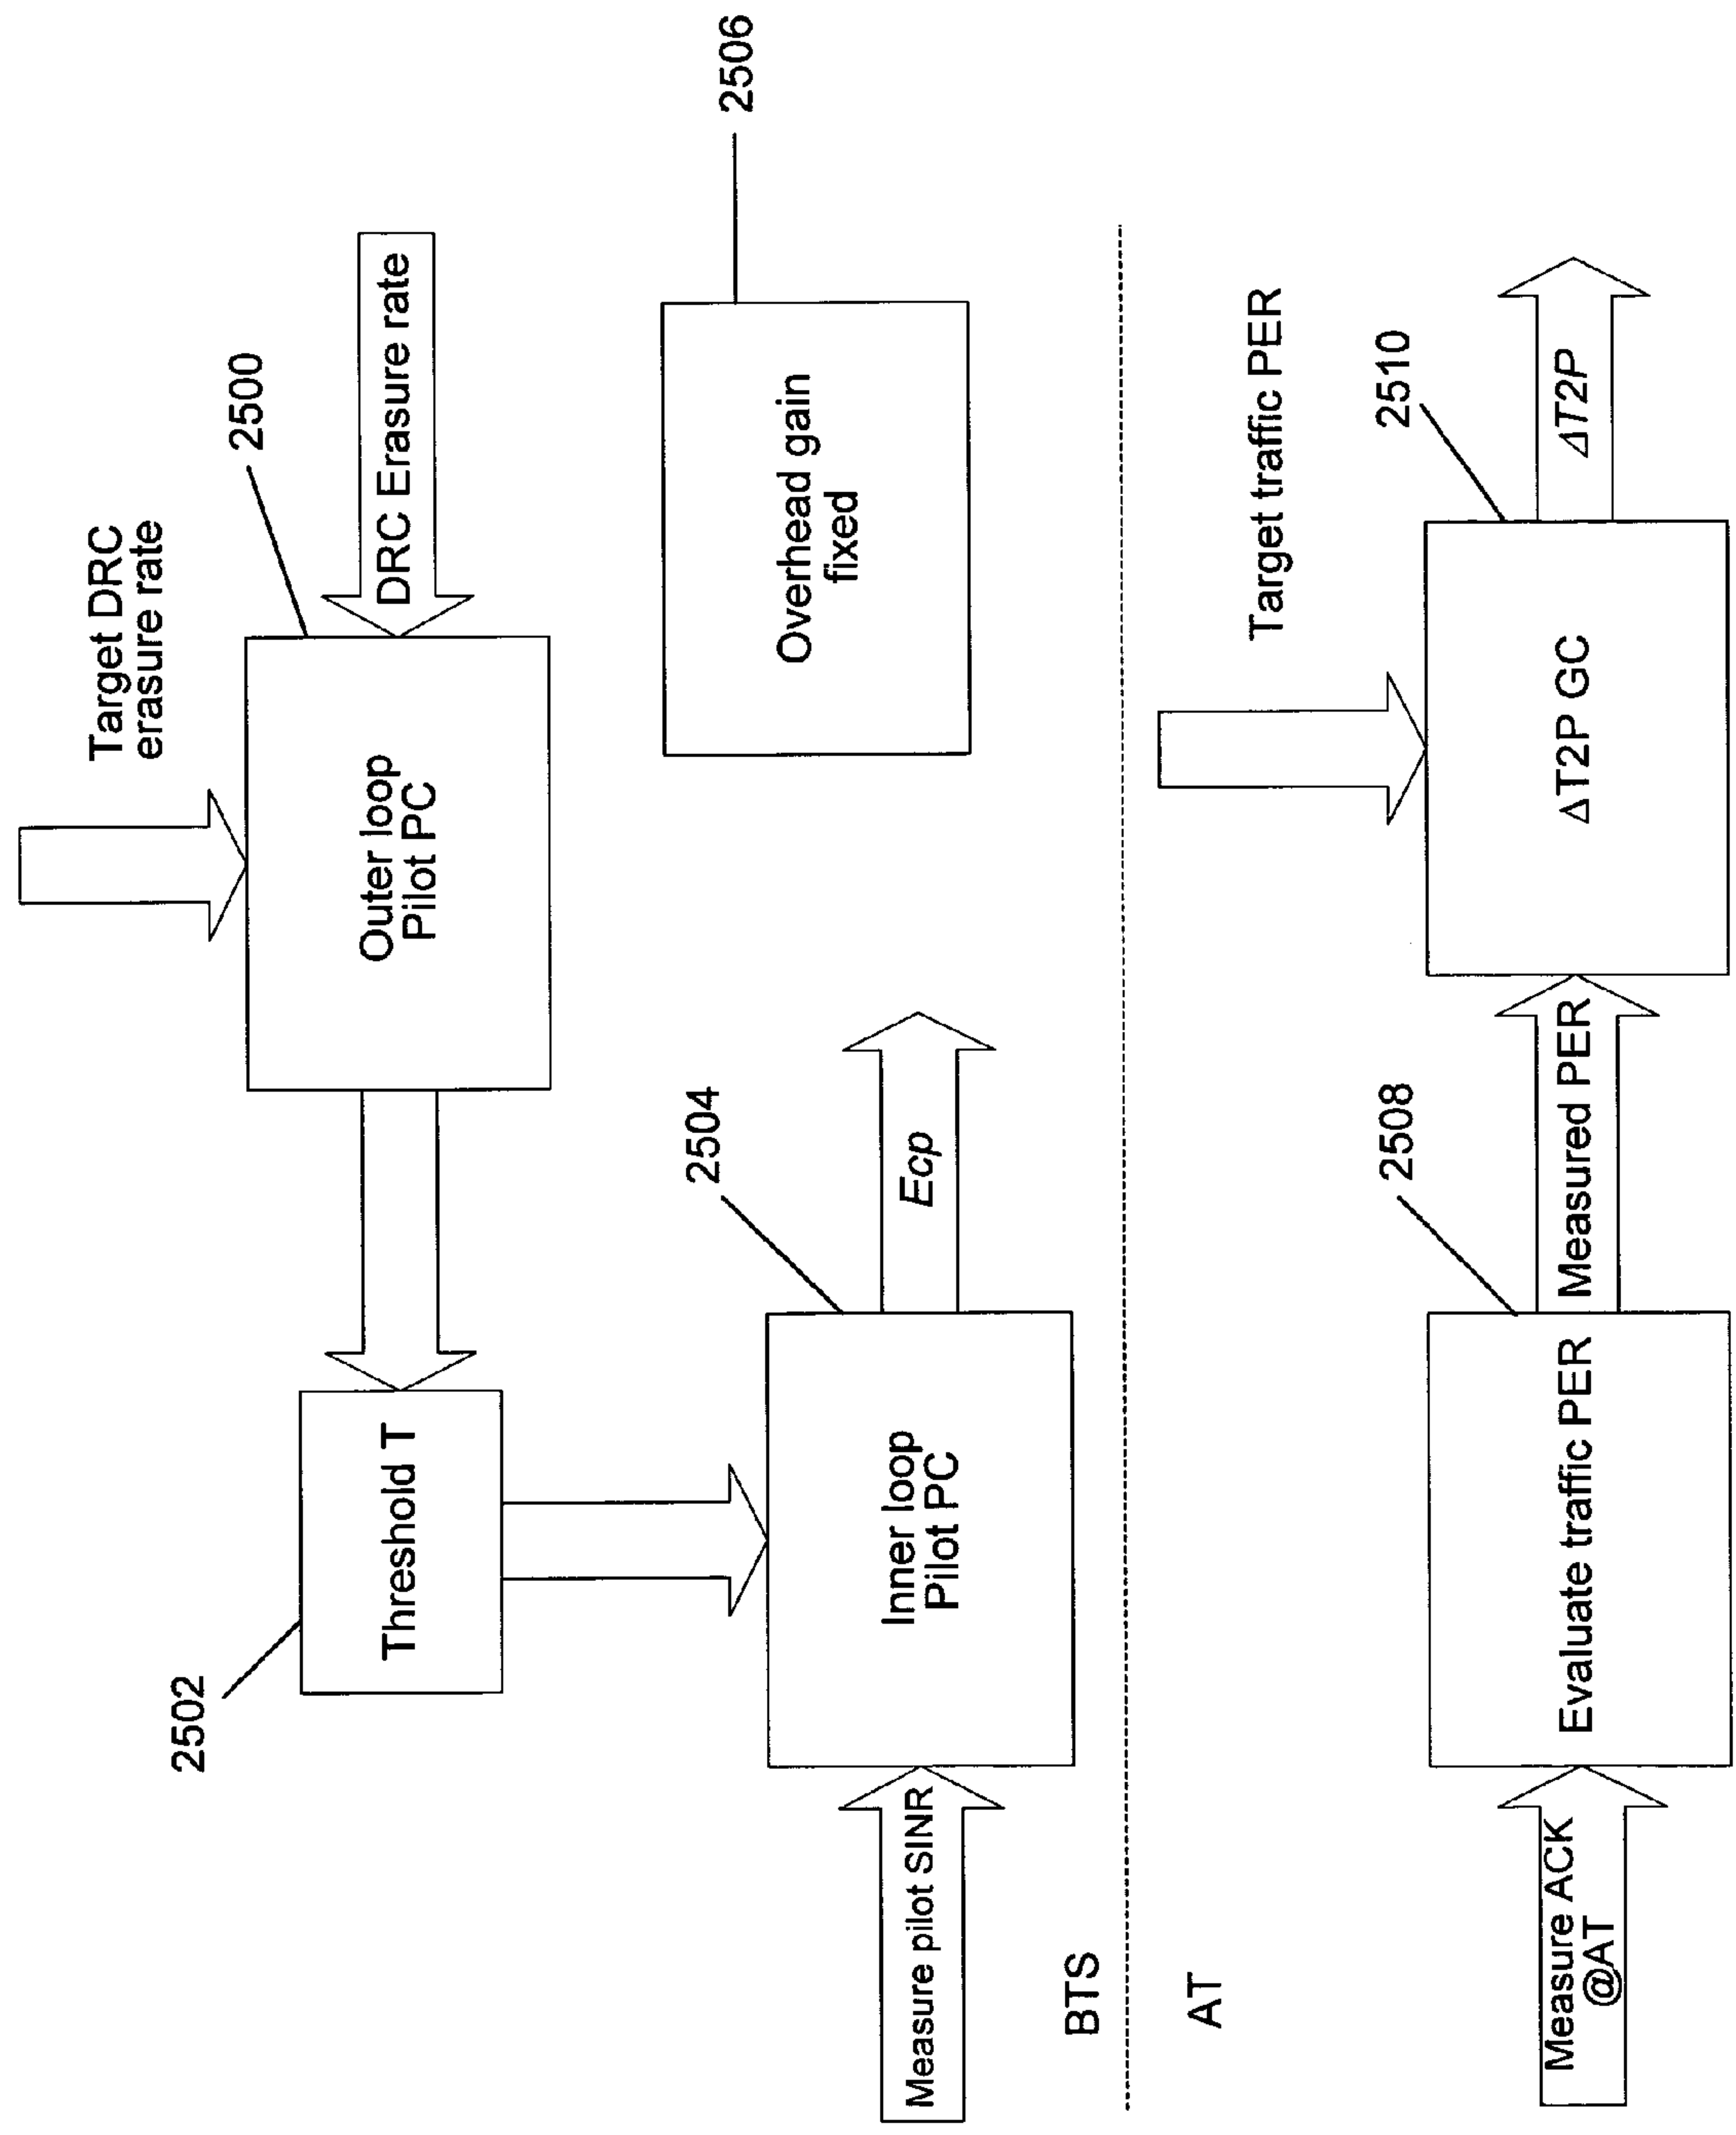 Target DRC
erasure rate
2500
Outer loop
Pilot PC
DRC Erasure rate
2502
Threshold T
2504
Measure pilot SINR
Inner loop
Pilot PC
Ecp
2506
Overhead gain
fixed
BTS
AT
Target traffic PER
2508
2510
Measure ACK
@AT
Evaluate traffic PER
Measured PER
ΔT2P GC
ΔT2P